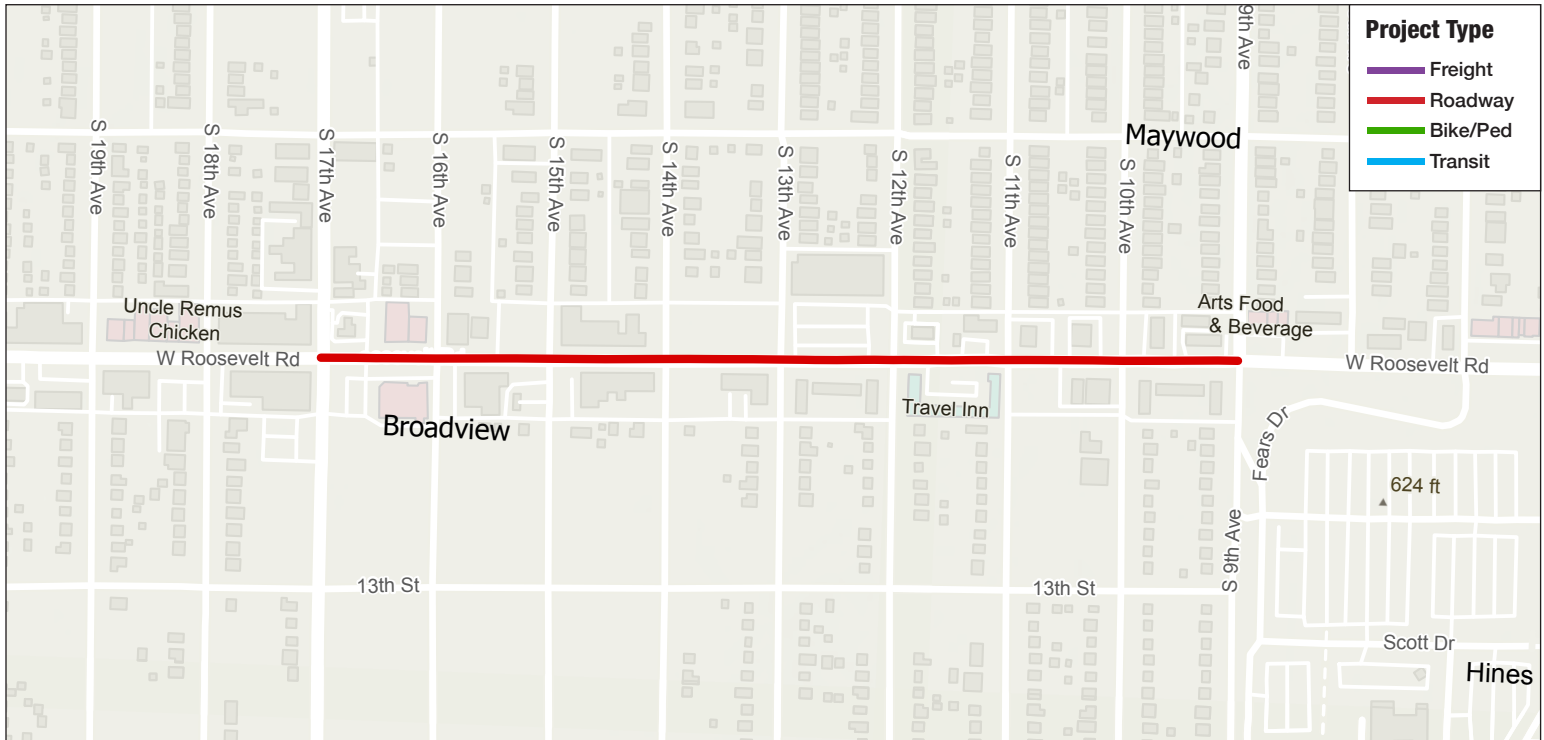 Project Type
Freight
Roadway
Bike/Ped
Transit
9th Ave
Maywood
S 19th Ave
S 18th Ave
S 17th Ave
S 16th Ave
S 15th Ave
S 14th Ave
S 13th Ave
S 12th Ave
S 11th Ave
S 10th Ave
Uncle Remus
Chicken
Arts Food
& Beverage
W Roosevelt Rd
W Roosevelt Rd
Travel Inn
Broadview
Fears Dr
624 ft
S 9th Ave
13th St
13th St
Scott Dr
Hines